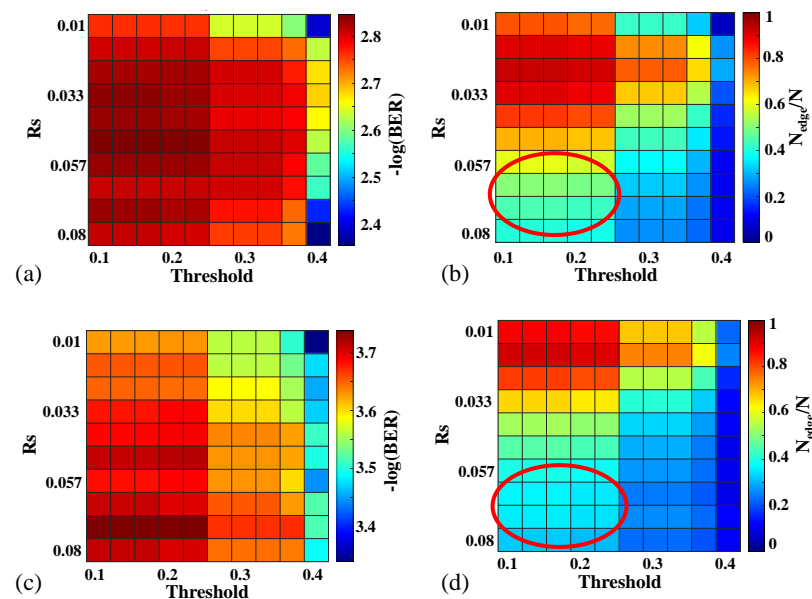 0.01
0.033
0.057
0.08
Rs
0.1 0.2 0.3 0.4
Threshold
2.8
2.7
2.6
2.5
2.4
-log(BER)
(a)
0.01
0.033
0.057
0.08
Rs
0.1 0.2 0.3 0.4
Threshold
1
0.8
0.6
0.4
0.2
0
N_edge/N
(b)
0.01
0.033
0.057
0.08
Rs
0.1 0.2 0.3 0.4
Threshold
3.7
3.6
3.5
3.4
-log(BER)
(c)
0.01
0.033
0.057
0.08
Rs
0.1 0.2 0.3 0.4
Threshold
1
0.8
0.6
0.4
0.2
0
N_edge/N
(d)